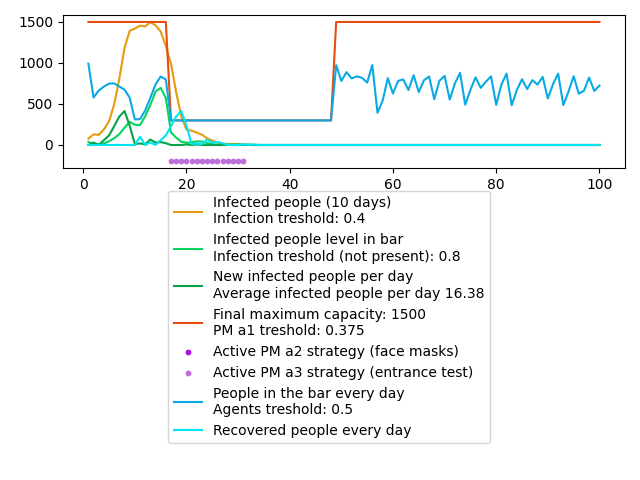 1500
1000
500
0
0
20
40
60
80
100
Infected people (10 days)
Infection treshold: 0.4
Infected people level in bar
Infection treshold (not present): 0.8
New infected people per day
Average infected people per day 16.38
Final maximum capacity: 1500
PM a1 treshold: 0.375
Active PM a2 strategy (face masks)
Active PM a3 strategy (entrance test)
People in the bar every day
Agents treshold: 0.5
Recovered people every day